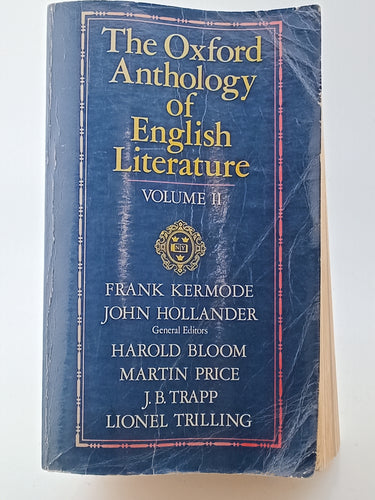 The Oxford
Anthology
of
English
Literature
VOLUME II
FRANK KERMODE
JOHN HOLLANDER
General Editors
HAROLD BLOOM
MARTIN PRICE
J. B. TRAPP
LIONEL TRILLING